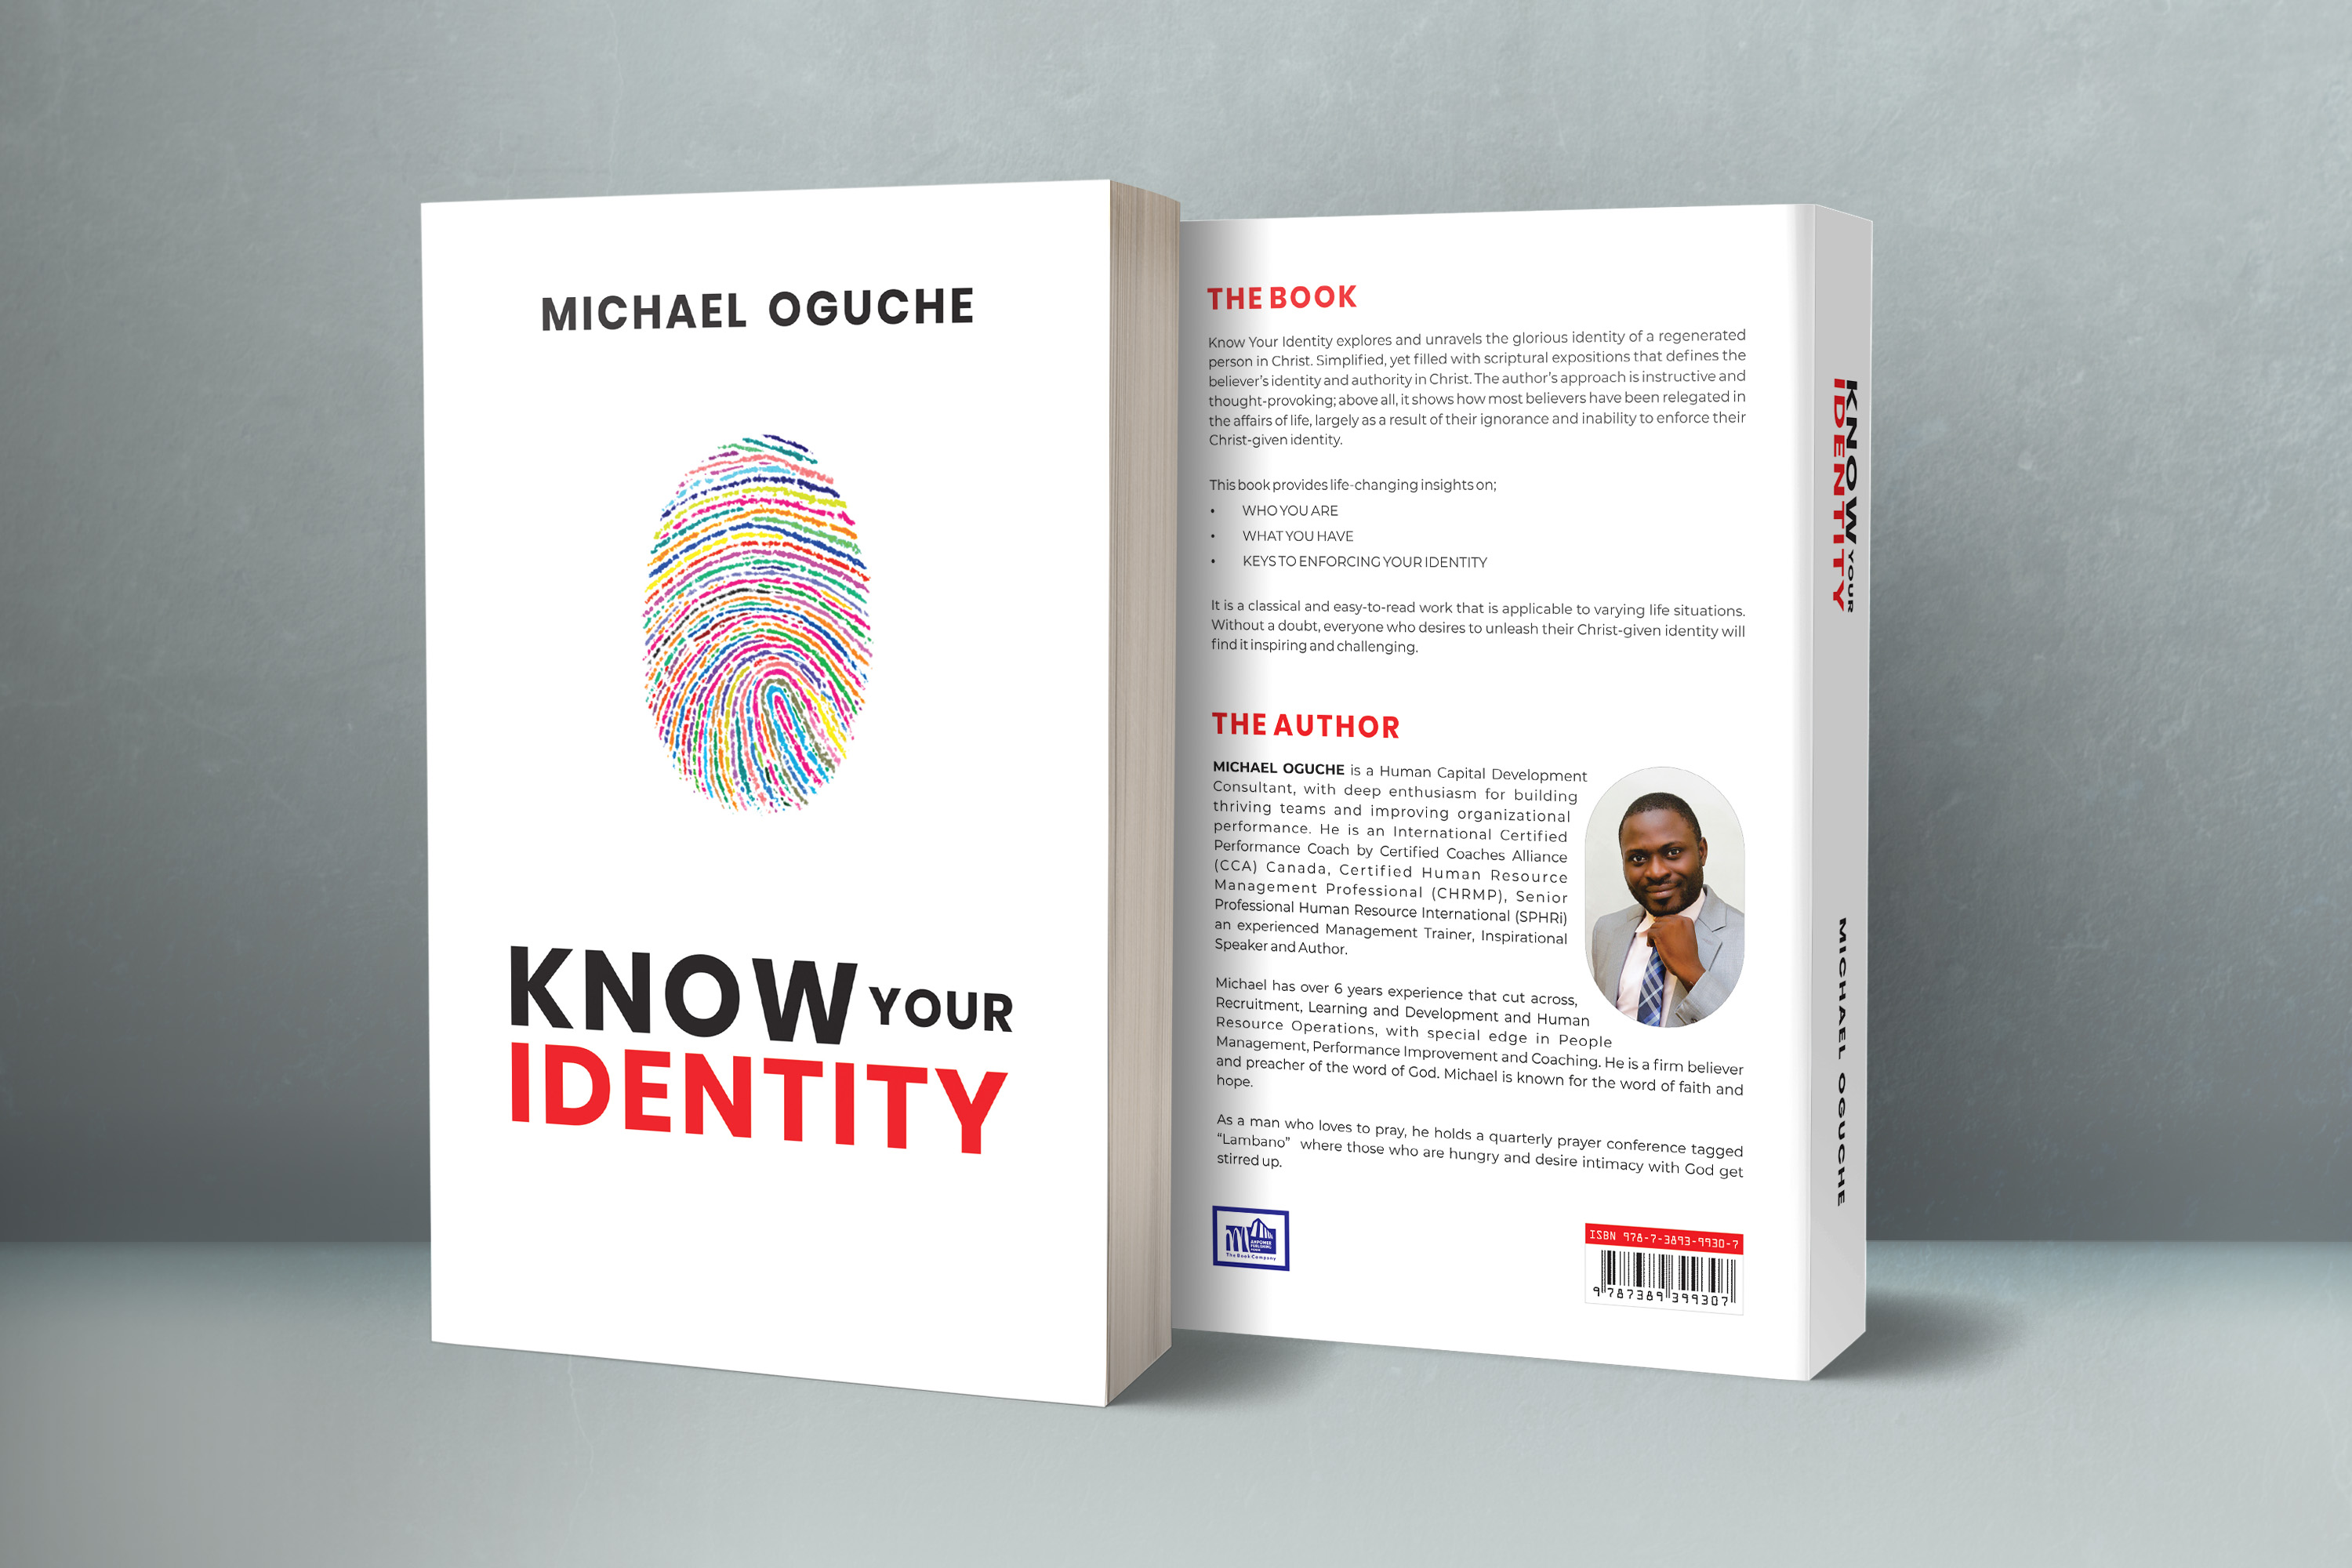 MICHAEL OGUCHE
KNOW YOUR
IDENTITY
THE BOOK
Know Your Identity explores and unravels the glorious identity of a regenerated
person in Christ. Simplified, yet filled with scriptural expositions that defines the
believer's identity and authority in Christ. The author's approach is instructive and
thought-provoking; above all, it shows how most believers have been relegated in
the affairs of life, largely as a result of their ignorance and inability to enforce their
Christ-given identity.
This book provides life-changing insights on;
• WHO YOU ARE
• WHAT YOU HAVE
• KEYS TO ENFORCING YOUR IDENTITY
It is a classical and easy-to-read work that is applicable to varying life situations.
Without a doubt, everyone who desires to unleash their Christ-given identity will
find it inspiring and challenging.
THE AUTHOR
MICHAEL OGUCHE is a Human Capital Development
Consultant, with deep enthusiasm for building
thriving teams and improving organizational
performance. He is an International Certified
Performance Coach by Certified Coaches Alliance
(CCA) Canada, Certified Human Resource
Management Professional (CHRMP), Senior
Professional Human Resource International (SPHRi)
an experienced Management Trainer, Inspirational
Speaker and Author.
Michael has over 6 years experience that cut across,
Recruitment, Learning and Development and Human
Resource Operations, with special edge in People
Management, Performance Improvement and Coaching. He is a firm believer
and preacher of the word of God. Michael is known for the word of faith and
hope.
As a man who loves to pray, he holds a quarterly prayer conference tagged
“Lambano” where those who are hungry and desire intimacy with God get
stirred up.
PUBLISHING
The Book Company
ISBN 978-7-3893-9930-7
9 787389 399307
KNOW YOUR
IDENTITY
MICHAEL OGUCHE